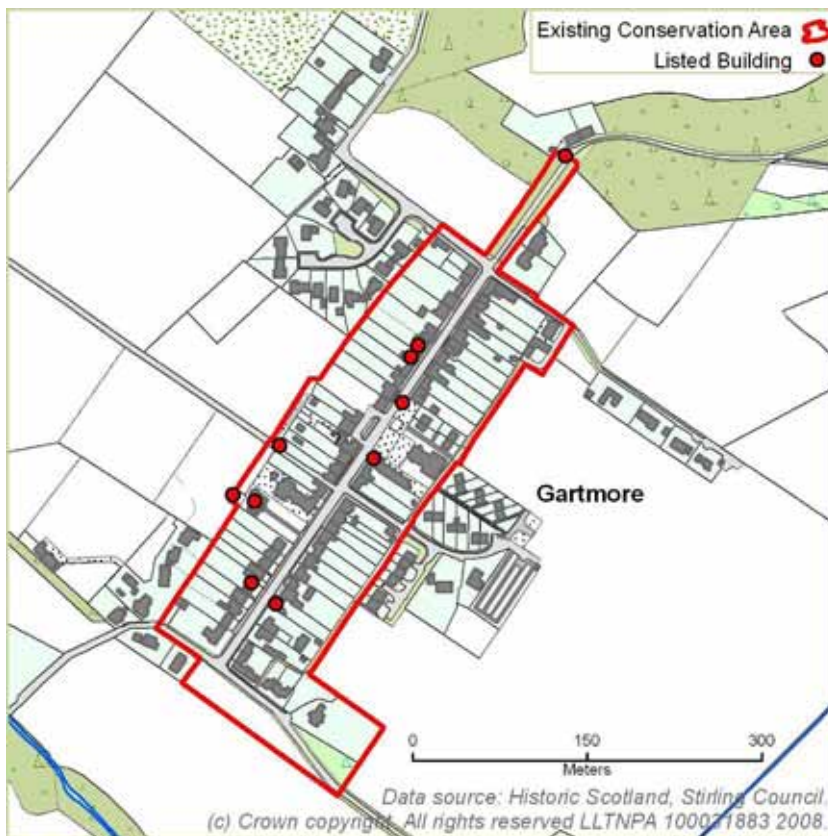 Existing Conservation Area
Listed Building
Gartmore
0 150 300
Meters
Data source: Historic Scotland, Stirling Council.
(c) Crown copyright. All rights reserved LLTNPA 2008.